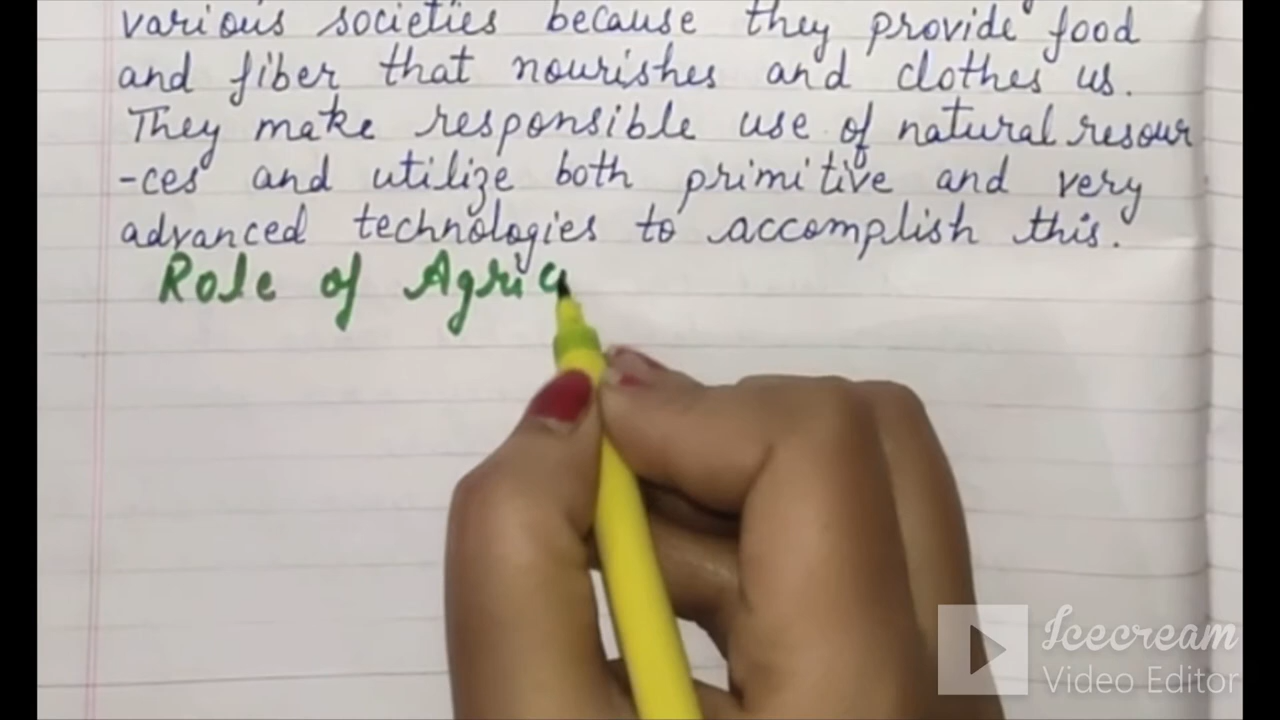 various societies because they provide food
and fiber that nourishes and clothes us.
They make responsible use of natural resour
-ces and utilize both primitive and very
advanced technologies to accomplish this.
Role of Agric
Icecream
Video Editor